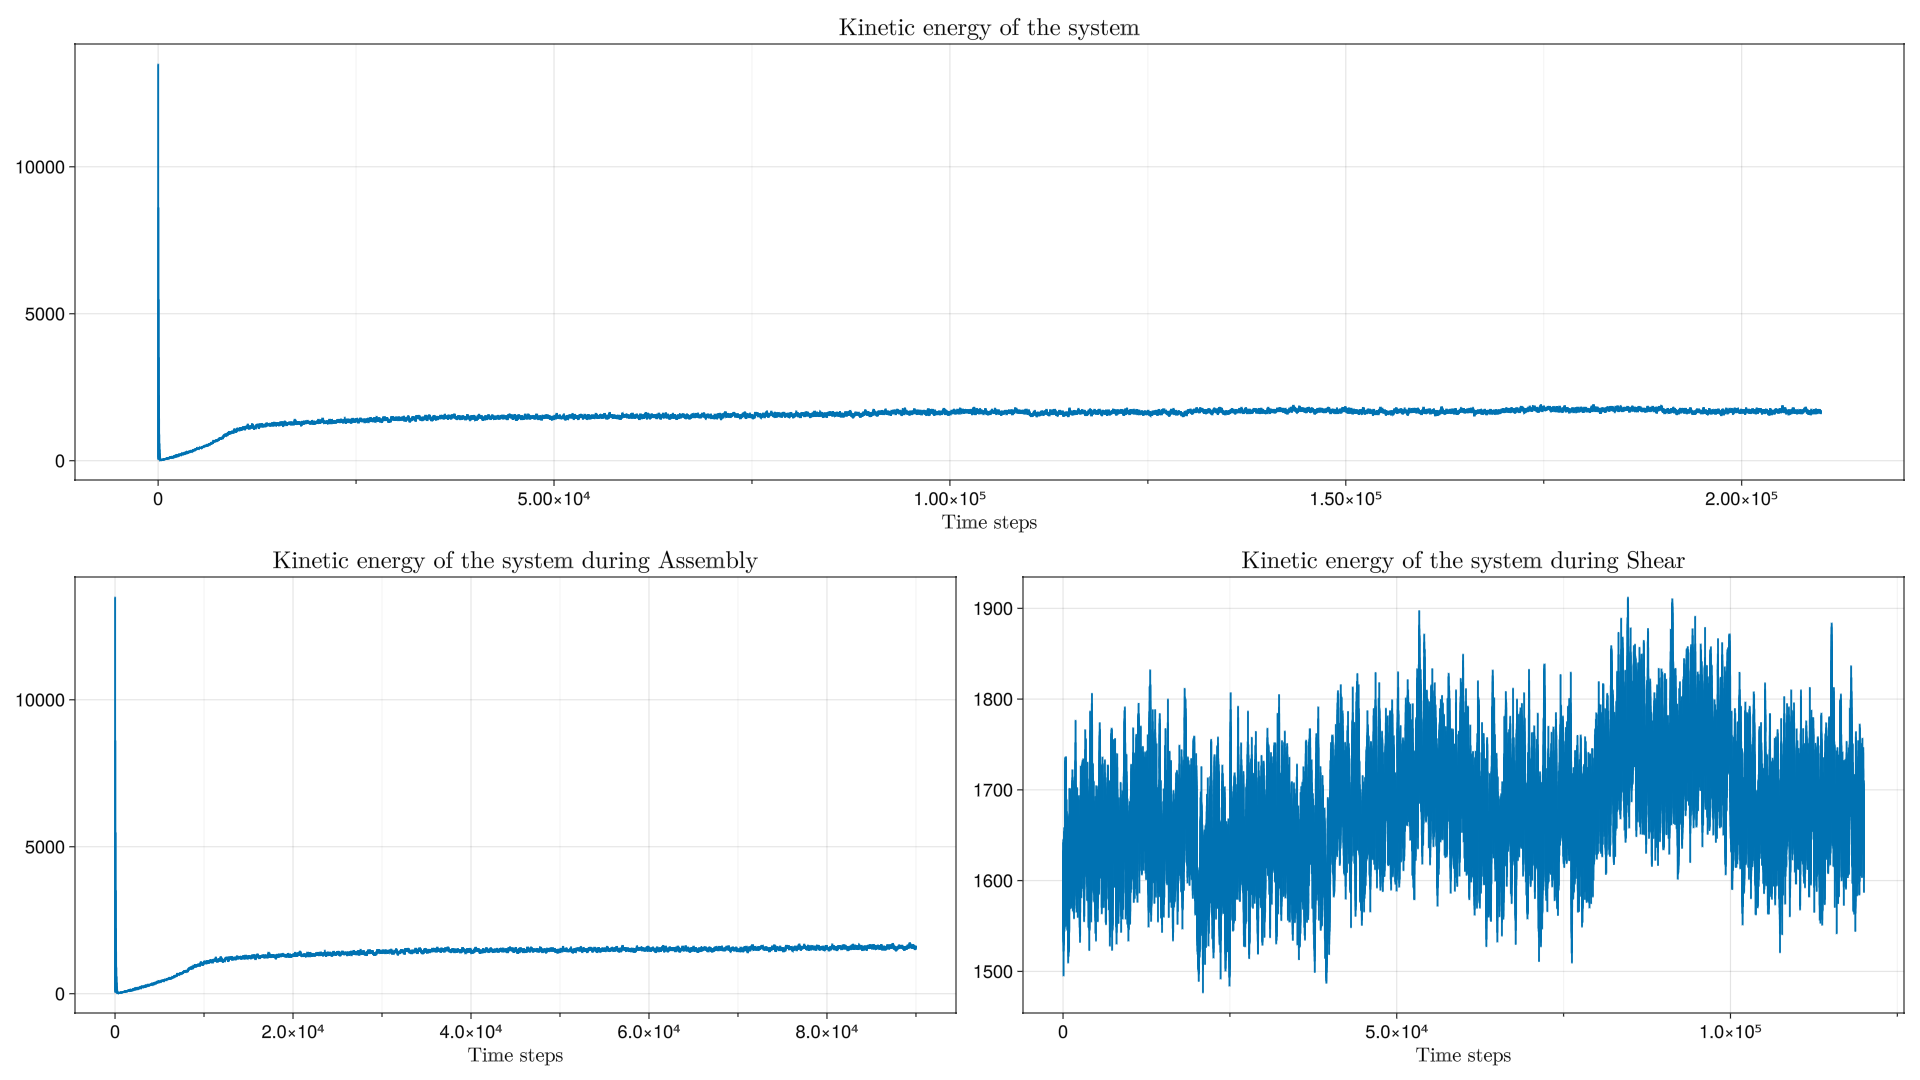 Kinetic energy of the system
10000
5000
0
0 5.00×10⁴ 1.00×10⁵ 1.50×10⁵ 2.00×10⁵
Time steps
Kinetic energy of the system during Assembly
10000
5000
0
0 2.0×10⁴ 4.0×10⁴ 6.0×10⁴ 8.0×10⁴
Time steps
Kinetic energy of the system during Shear
1900
1800
1700
1600
1500
0 5.0×10⁴ 1.0×10⁵
Time steps